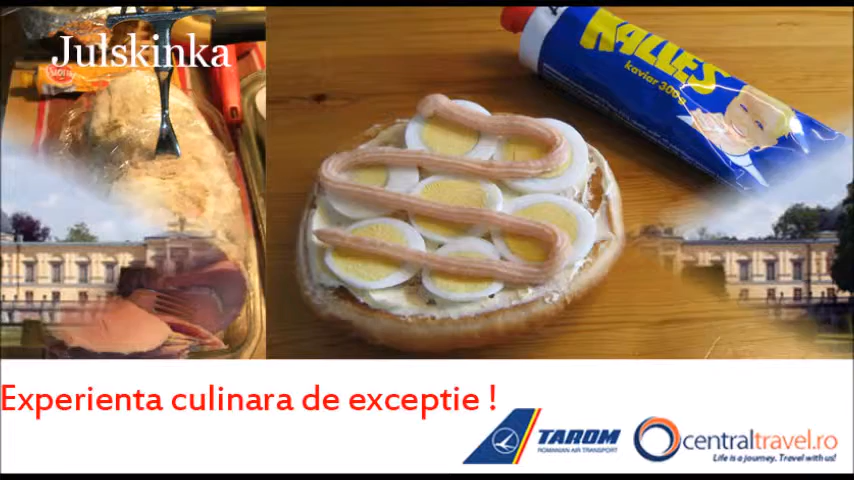 Julskinka
KALLES
kaviar 300g
Experienta culinara de exceptie !
TAROM
ROMANIAN AIR TRANSPORT
centraltravel.ro
Life is a journey. Travel with us!